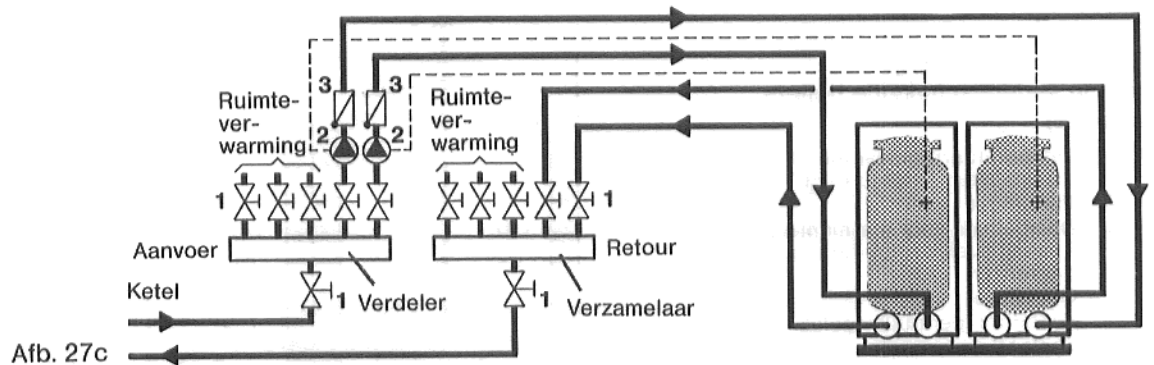 3
3
Ruimte-
ver-
warming
2
2
Ruimte-
ver-
warming
1
1
Aanvoer
Retour
Ketel
1
Verdeler
1
Verzamelaar
Afb. 27c